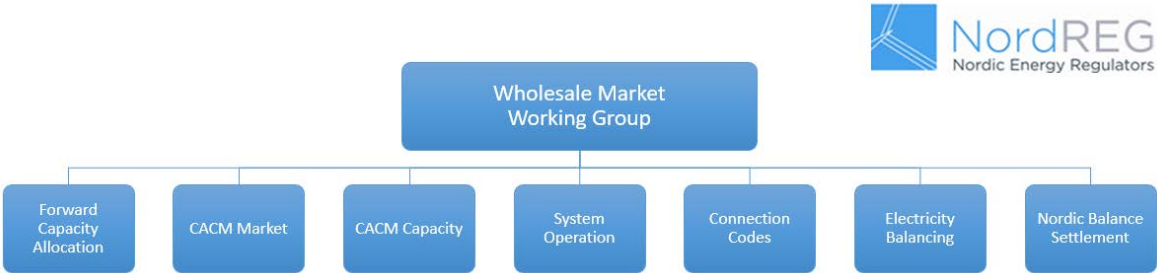 NordREG
Nordic Energy Regulators
Wholesale Market
Working Group
Forward
Capacity
Allocation
CACM Market
CACM Capacity
System
Operation
Connection
Codes
Electricity
Balancing
Nordic Balance
Settlement